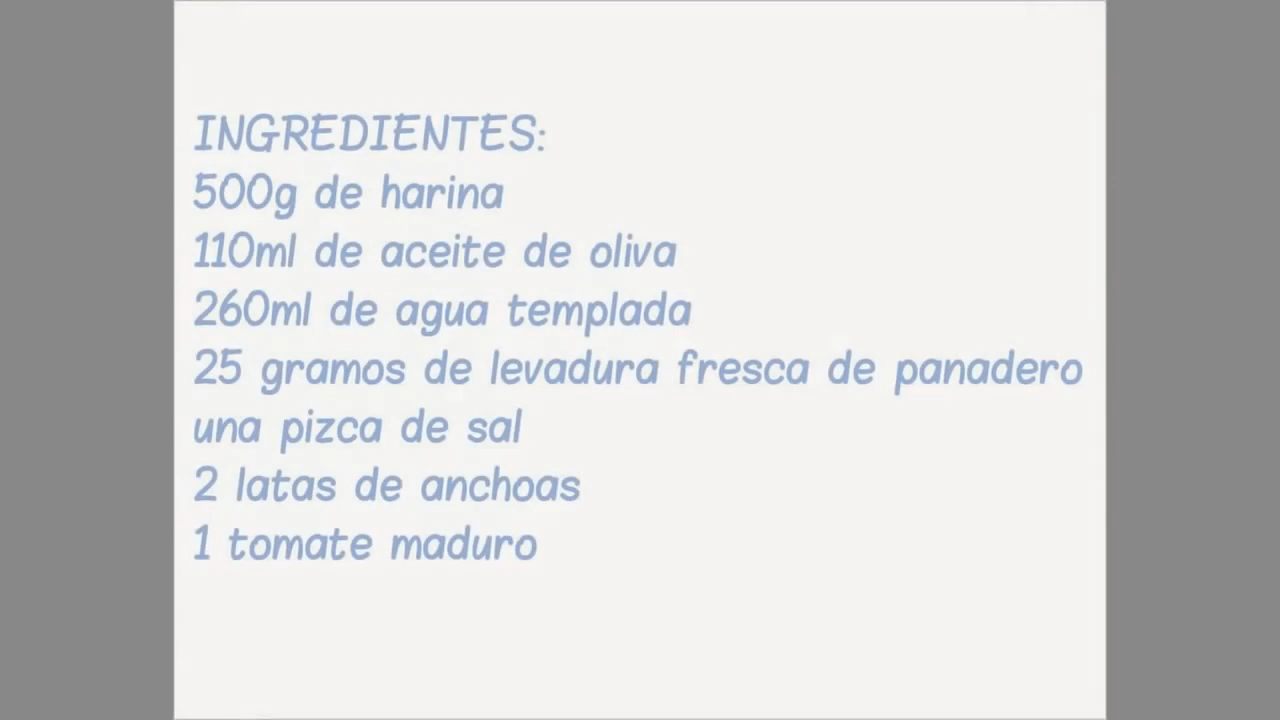 INGREDIENTES:
500g de harina
110ml de aceite de oliva
260ml de agua templada
25 gramos de levadura fresca de panadero
una pizca de sal
2 latas de anchoas
1 tomate maduro